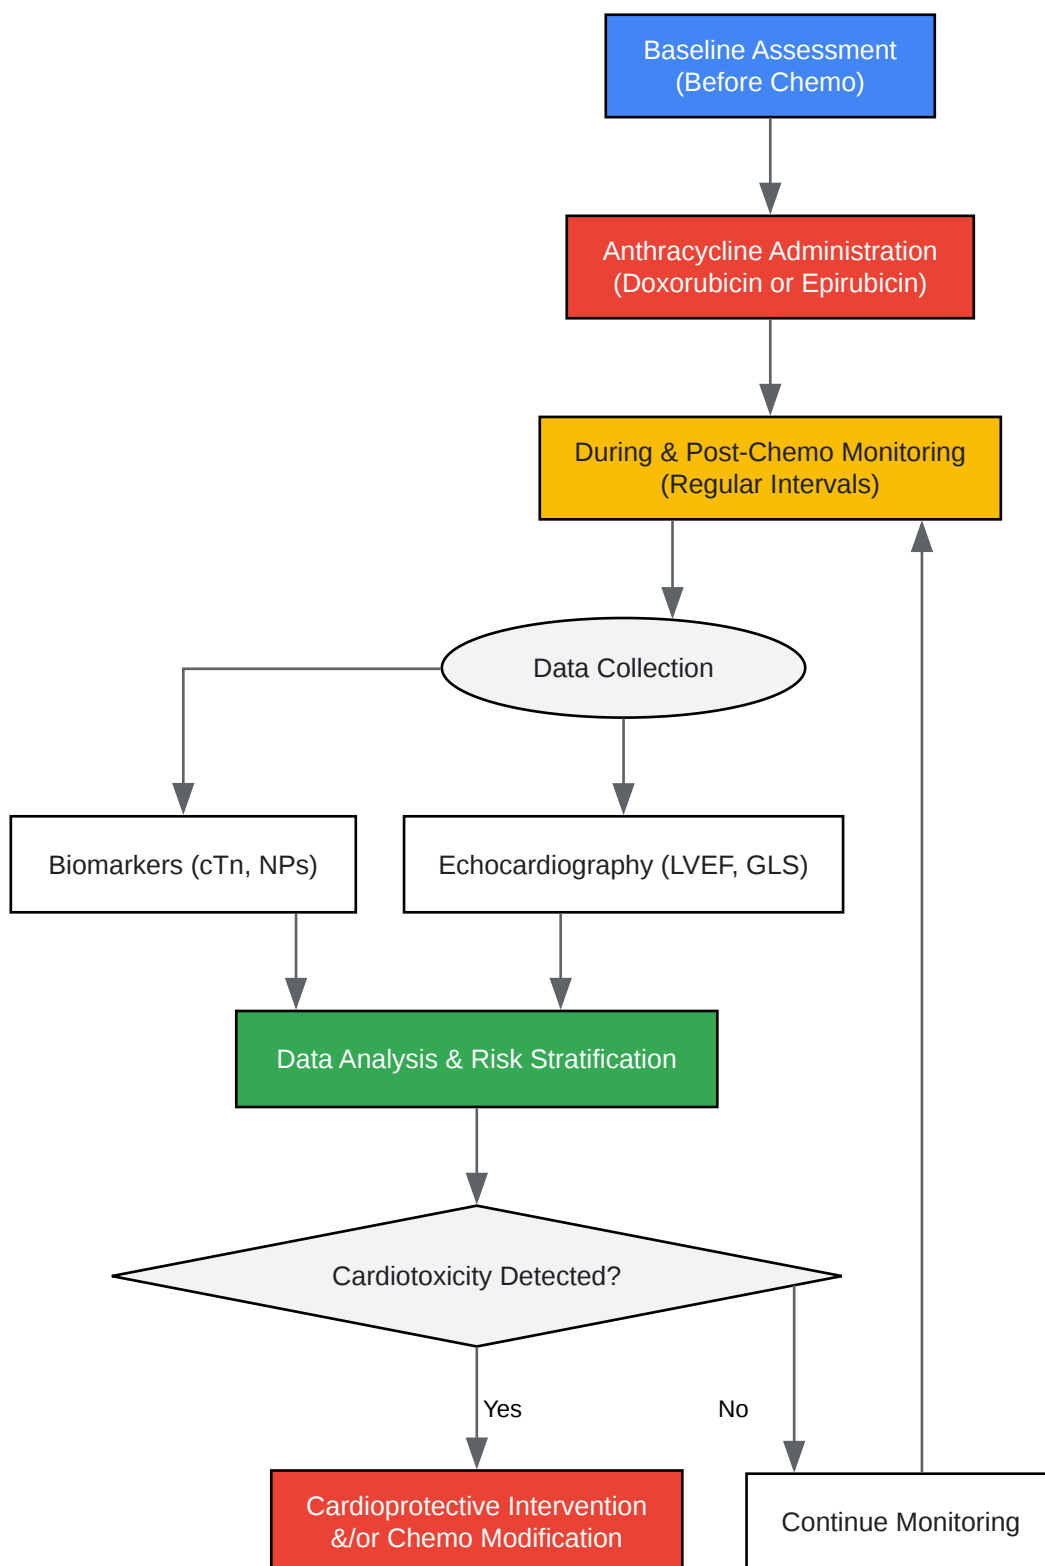 Baseline Assessment
(Before Chemo)
Anthracycline Administration
(Doxorubicin or Epirubicin)
During & Post-Chemo Monitoring
(Regular Intervals)
Data Collection
Biomarkers (cTn, NPs)
Echocardiography (LVEF, GLS)
Data Analysis & Risk Stratification
Cardiotoxicity Detected?
Yes
No
Cardioprotective Intervention
&/or Chemo Modification
Continue Monitoring